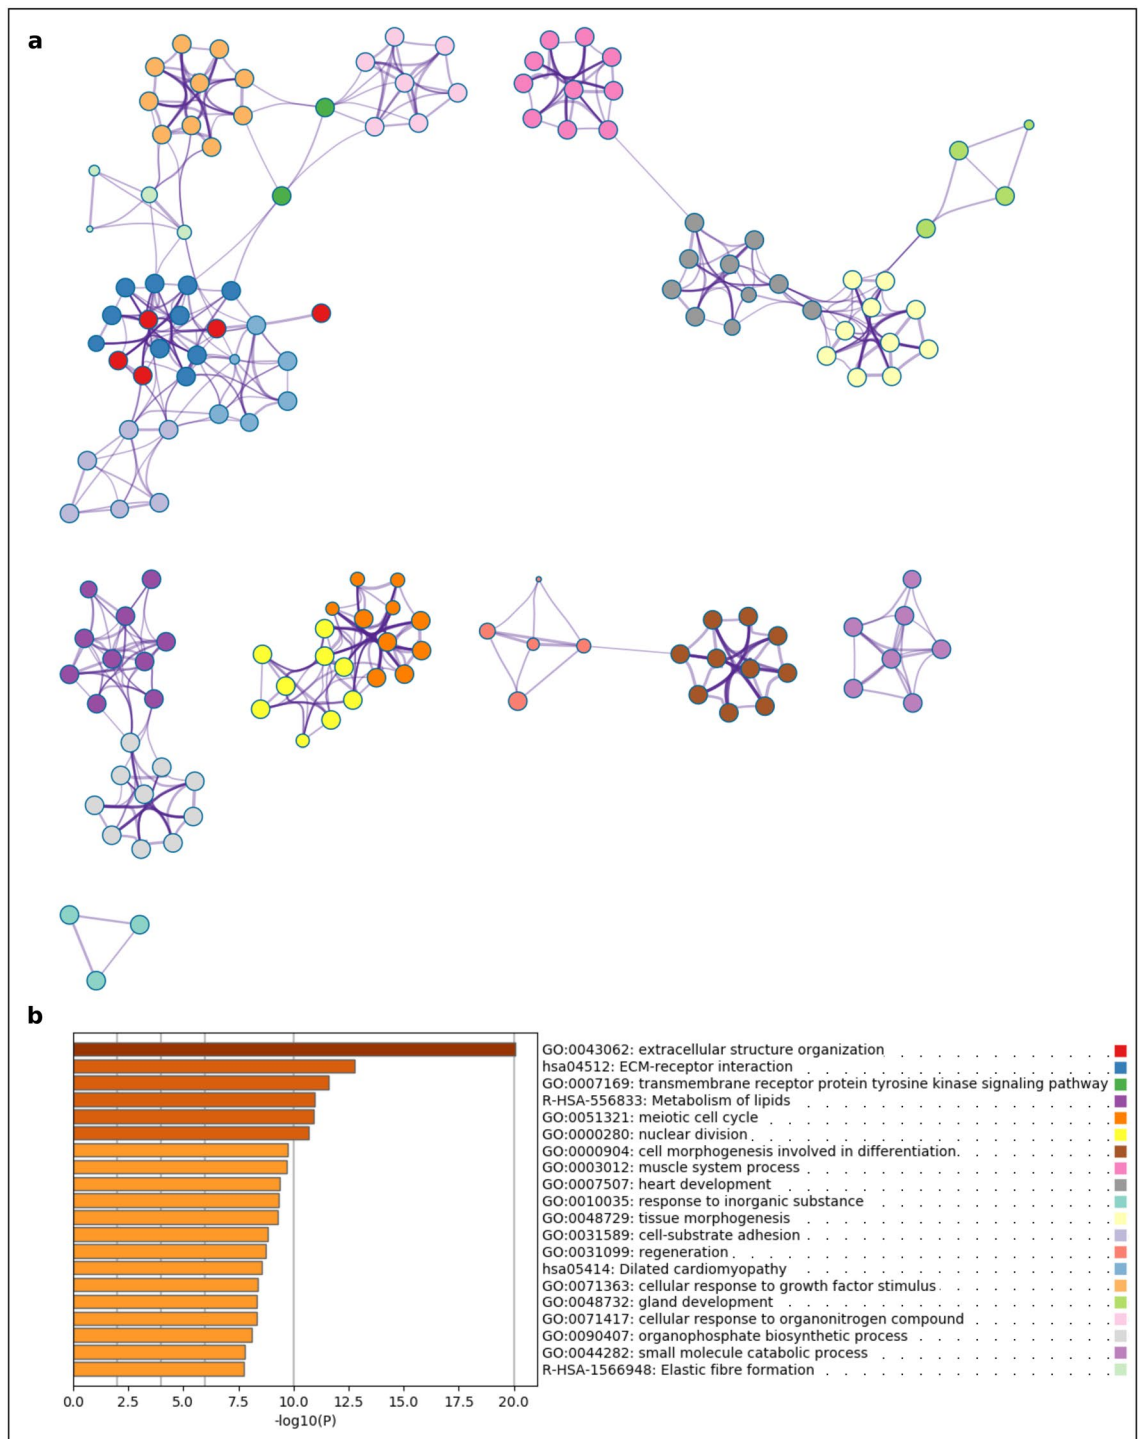 a
b
GO:0043062: extracellular structure organization
hsa04512: ECM-receptor interaction
GO:0007169: transmembrane receptor protein tyrosine kinase signaling pathway
R-HSA-556833: Metabolism of lipids
GO:0051321: meiotic cell cycle
GO:0000280: nuclear division
GO:0000904: cell morphogenesis involved in differentiation.
GO:0003012: muscle system process
GO:0007507: heart development
GO:0010035: response to inorganic substance
GO:0048729: tissue morphogenesis
GO:0031589: cell-substrate adhesion
GO:0031099: regeneration
hsa05414: Dilated cardiomyopathy
GO:0071363: cellular response to growth factor stimulus
GO:0048732: gland development
GO:0071417: cellular response to organonitrogen compound
GO:0090407: organophosphate biosynthetic process
GO:0044282: small molecule catabolic process
R-HSA-1566948: Elastic fibre formation
0.0 2.5 5.0 7.5 10.0 12.5 15.0 17.5 20.0
-log10(P)